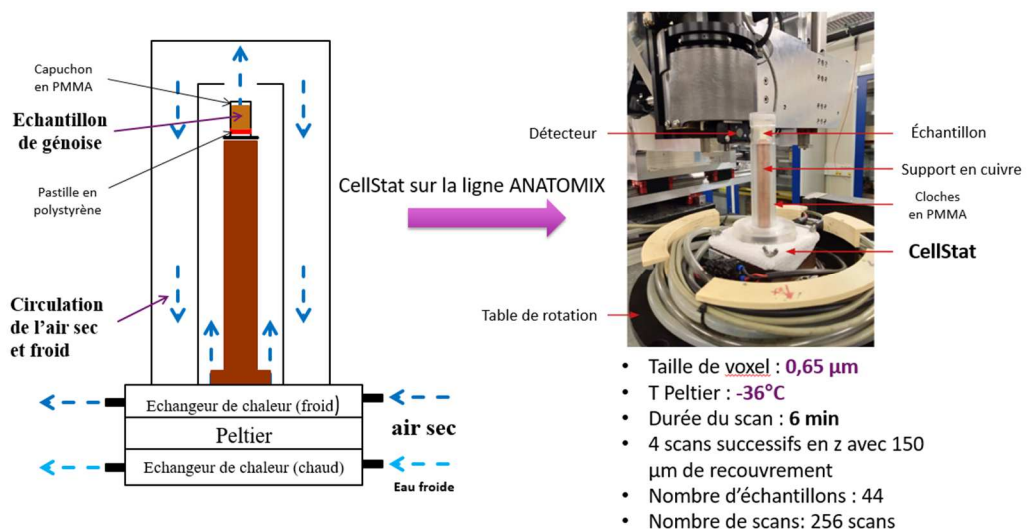 Capuchon
en PMMA
Echantillon
de génoise
Pastille en
polystyrène
Circulation
de l'air sec
et froid
Echangeur de chaleur (froid)
Peltier
Echangeur de chaleur (chaud)
air sec
Eau froide
CellStat sur la ligne ANATOMIX
Détecteur
Table de rotation
Échantillon
Support en cuivre
Cloches
en PMMA
CellStat
• Taille de voxel : 0,65 µm
• T Peltier : -36°C
• Durée du scan : 6 min
• 4 scans successifs en z avec 150
µm de recouvrement
• Nombre d'échantillons : 44
• Nombre de scans: 256 scans